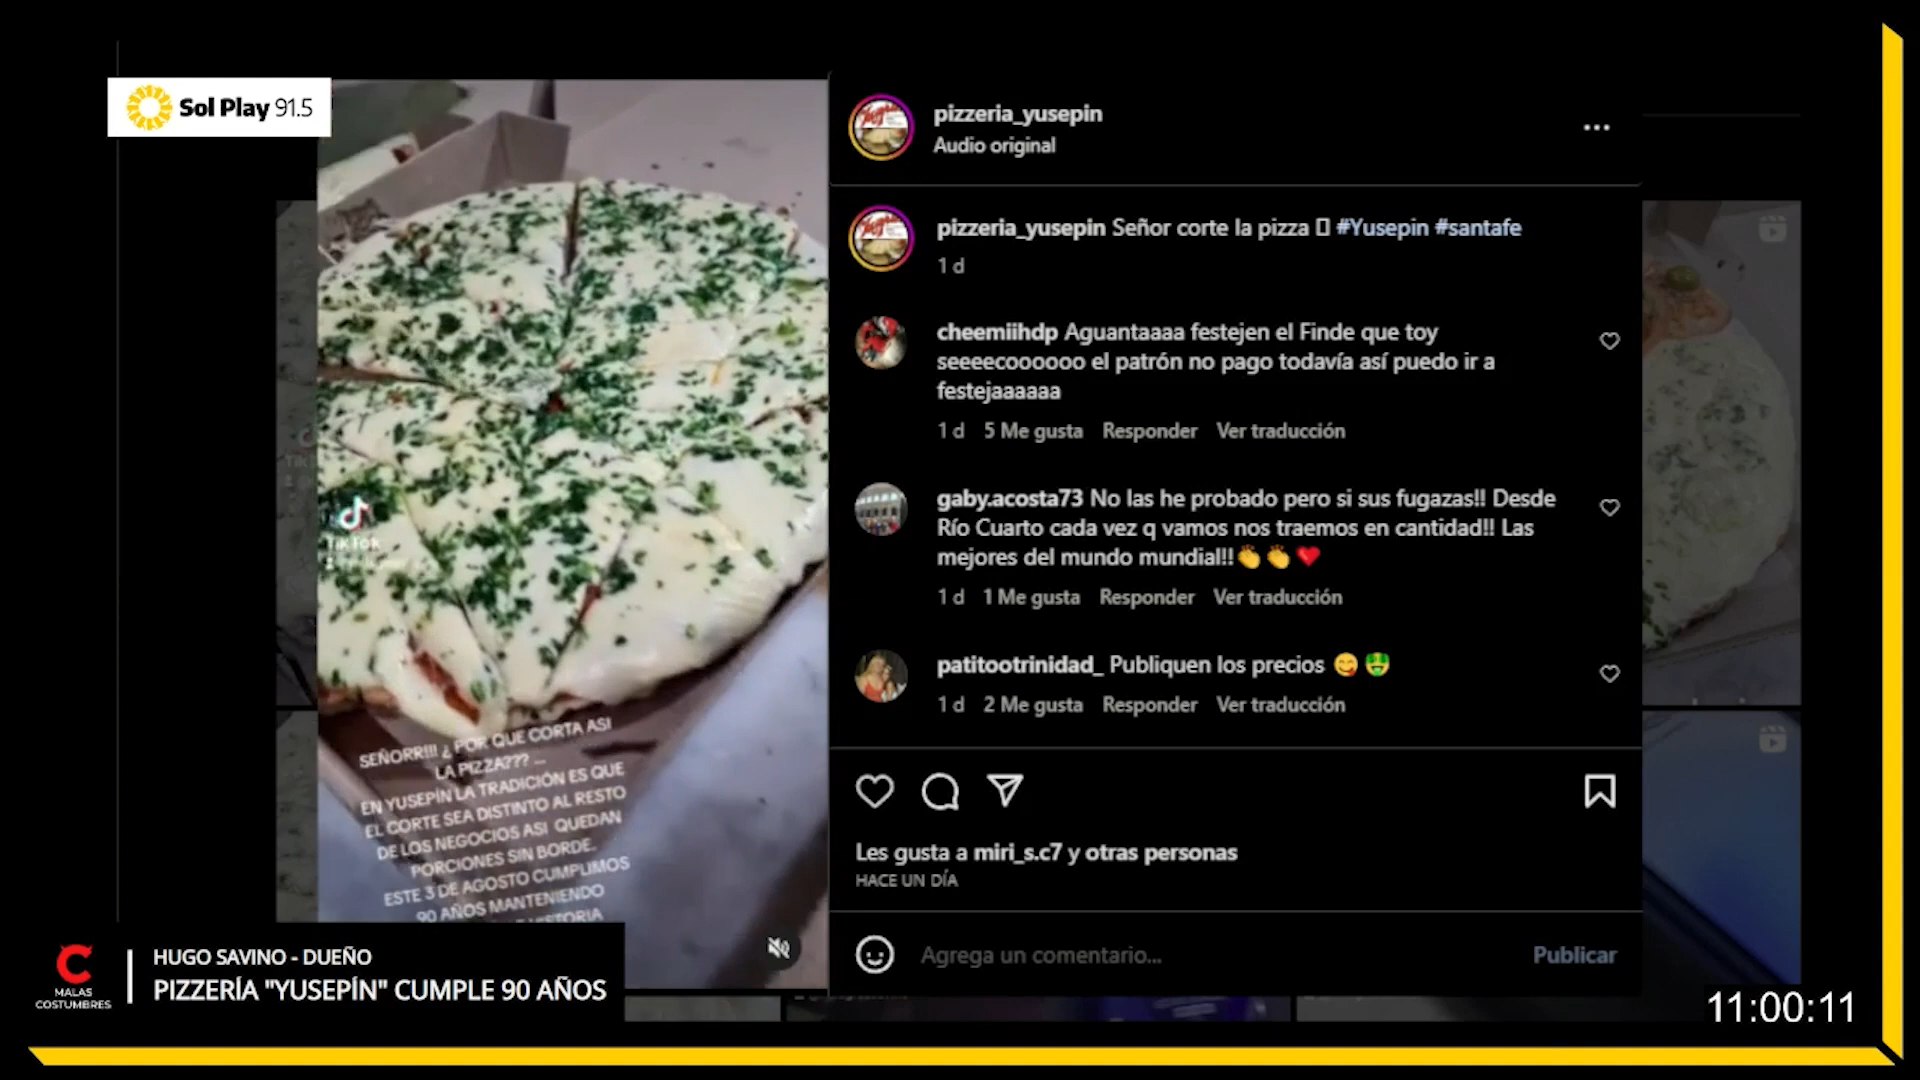 Sol Play 91.5
pizzeria_yusepin
Audio original
pizzeria_yusepin Señor corte la pizza #Yusepin #santafe
1 d
cheemiihdp Aguantaaaa festejen el Finde que toy
seeeecoooooo el patrón no pago todavía así puedo ir a
festejaaaaaa
1 d 5 Me gusta Responder Ver traducción
gaby.acosta73 No las he probado pero si sus fugazas!! Desde
Río Cuarto cada vez q vamos nos traemos en cantidad!! Las
mejores del mundo mundial!!👏👏❤️
1 d 1 Me gusta Responder Ver traducción
patitootrinidad_ Publiquen los precios 😋🤑
1 d 2 Me gusta Responder Ver traducción
Les gusta a miri_s.c7 y otras personas
HACE UN DÍA
Agrega un comentario...
Publicar
TikTok
SEÑORR!!! ¿ POR QUE CORTA ASI
LA PIZZA??? ...
EN YUSEPÍN LA TRADICIÓN ES QUE
EL CORTE SEA DISTINTO AL RESTO
DE LOS NEGOCIOS ASI QUEDAN
PORCIONES SIN BORDE.
ESTE 3 DE AGOSTO CUMPLIMOS
90 AÑOS MANTENIENDO
C
MALAS
COSTUMBRES
HUGO SAVINO - DUEÑO
PIZZERÍA "YUSEPÍN" CUMPLE 90 AÑOS
11:00:11